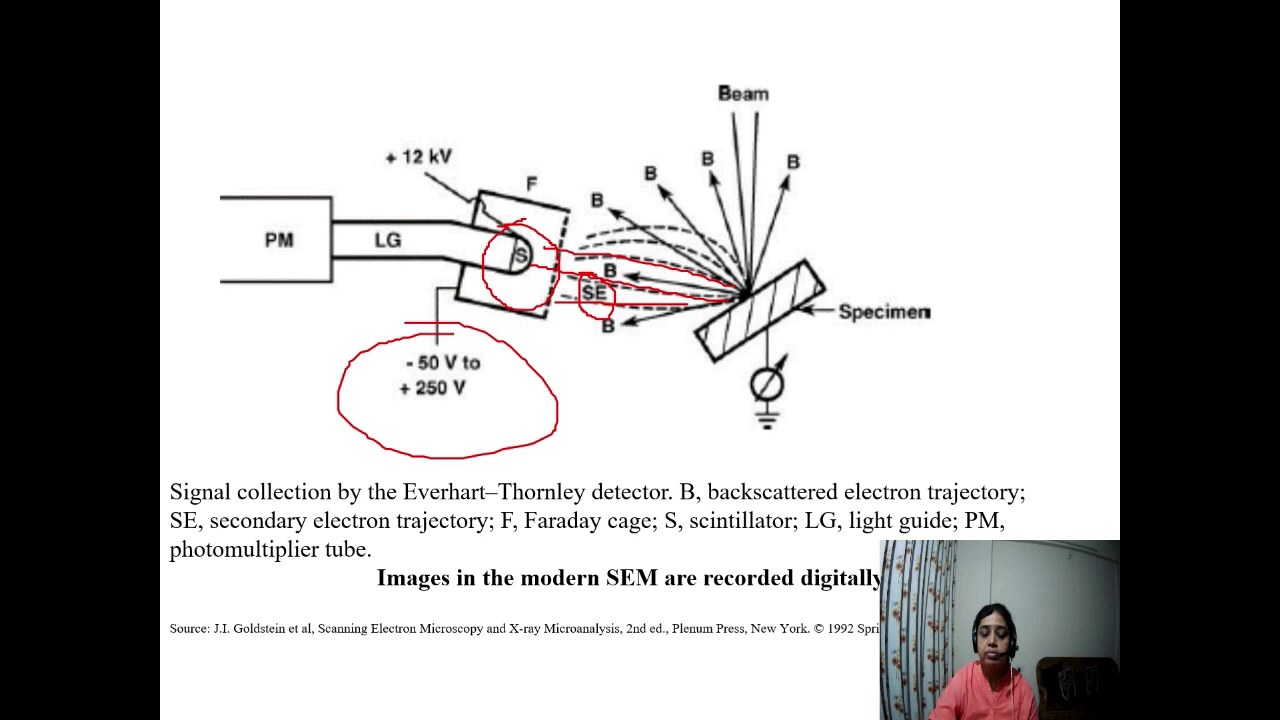 Beam
+ 12 kV
F
B
B
B
B
PM
LG
S
B
SE
B
Specimen
- 50 V to
+ 250 V
Signal collection by the Everhart–Thornley detector. B, backscattered electron trajectory;
SE, secondary electron trajectory; F, Faraday cage; S, scintillator; LG, light guide; PM,
photomultiplier tube.
Images in the modern SEM are recorded digitally
Source: J.I. Goldstein et al, Scanning Electron Microscopy and X-ray Microanalysis, 2nd ed., Plenum Press, New York. © 1992